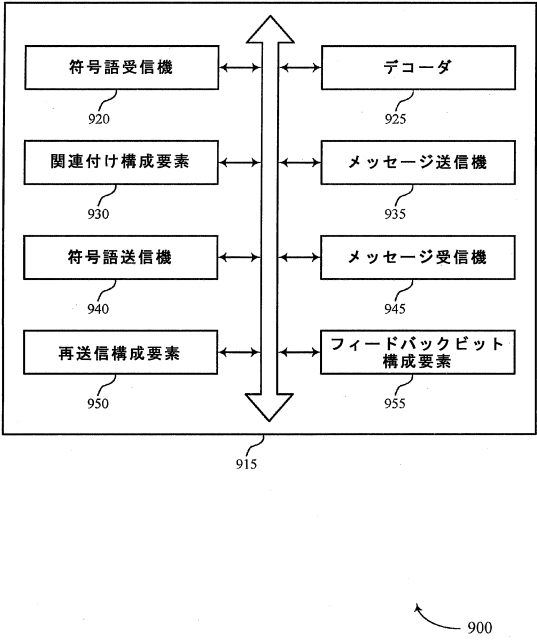 符号語受信機
920
デコーダ
925
関連付け構成要素
930
メッセージ送信機
935
符号語送信機
940
メッセージ受信機
945
再送信構成要素
950
フィードバックビット
構成要素
955
915
900